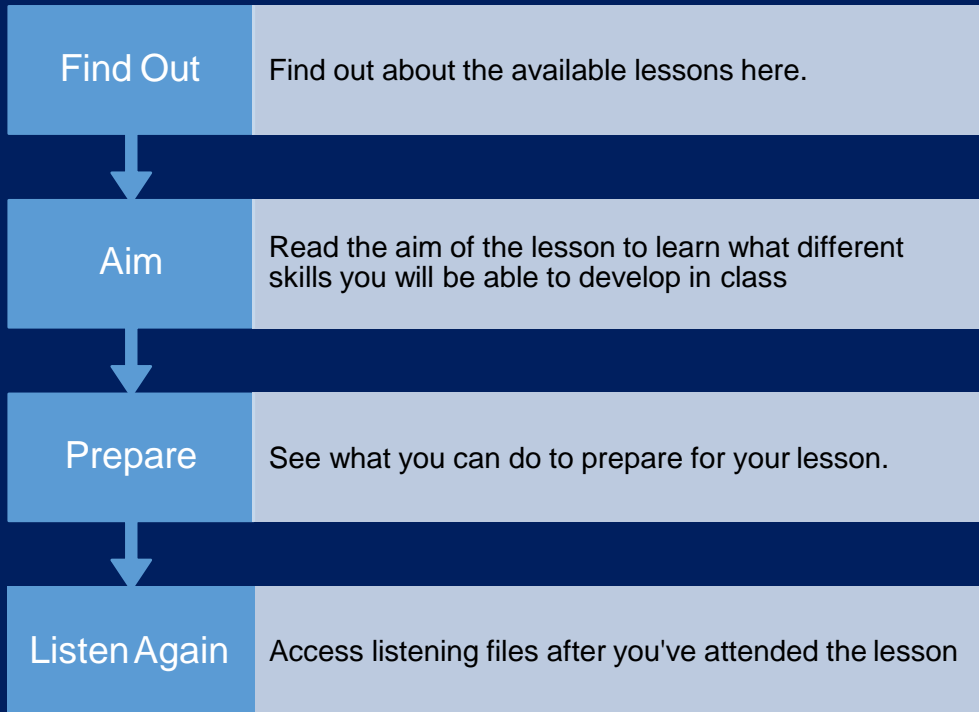 Find Out
Find out about the available lessons here.
Aim
Read the aim of the lesson to learn what different
skills you will be able to develop in class
Prepare
See what you can do to prepare for your lesson.
Listen Again
Access listening files after you've attended the lesson